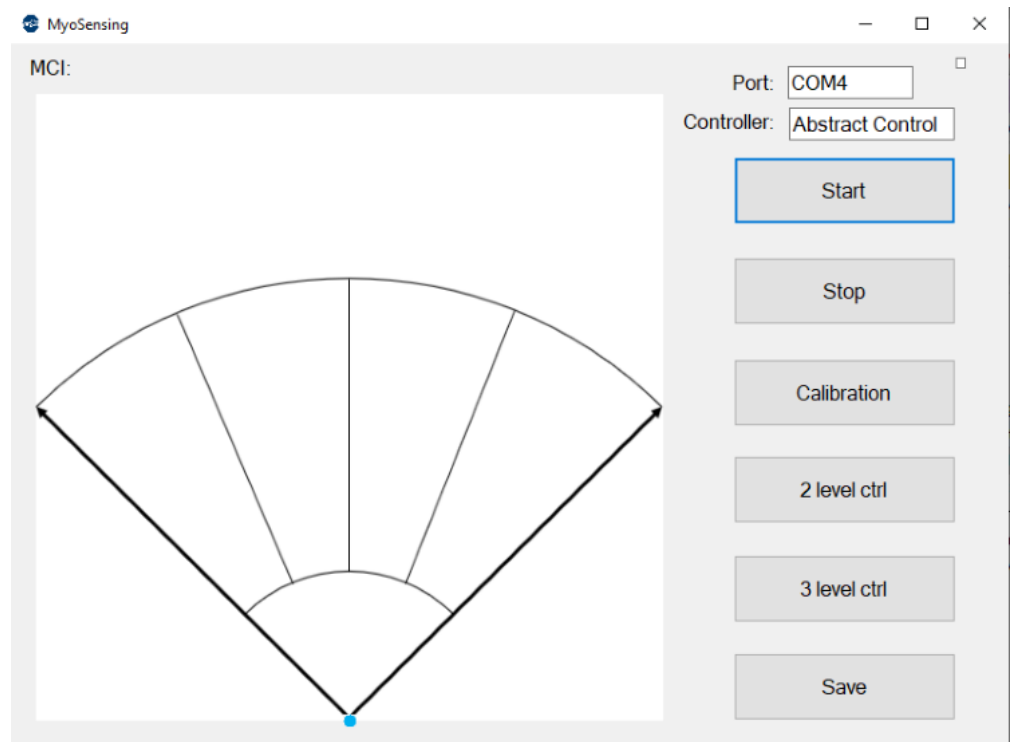 MyoSensing
MCI:
Port: COM4
Controller: Abstract Control
Start
Stop
Calibration
2 level ctrl
3 level ctrl
Save